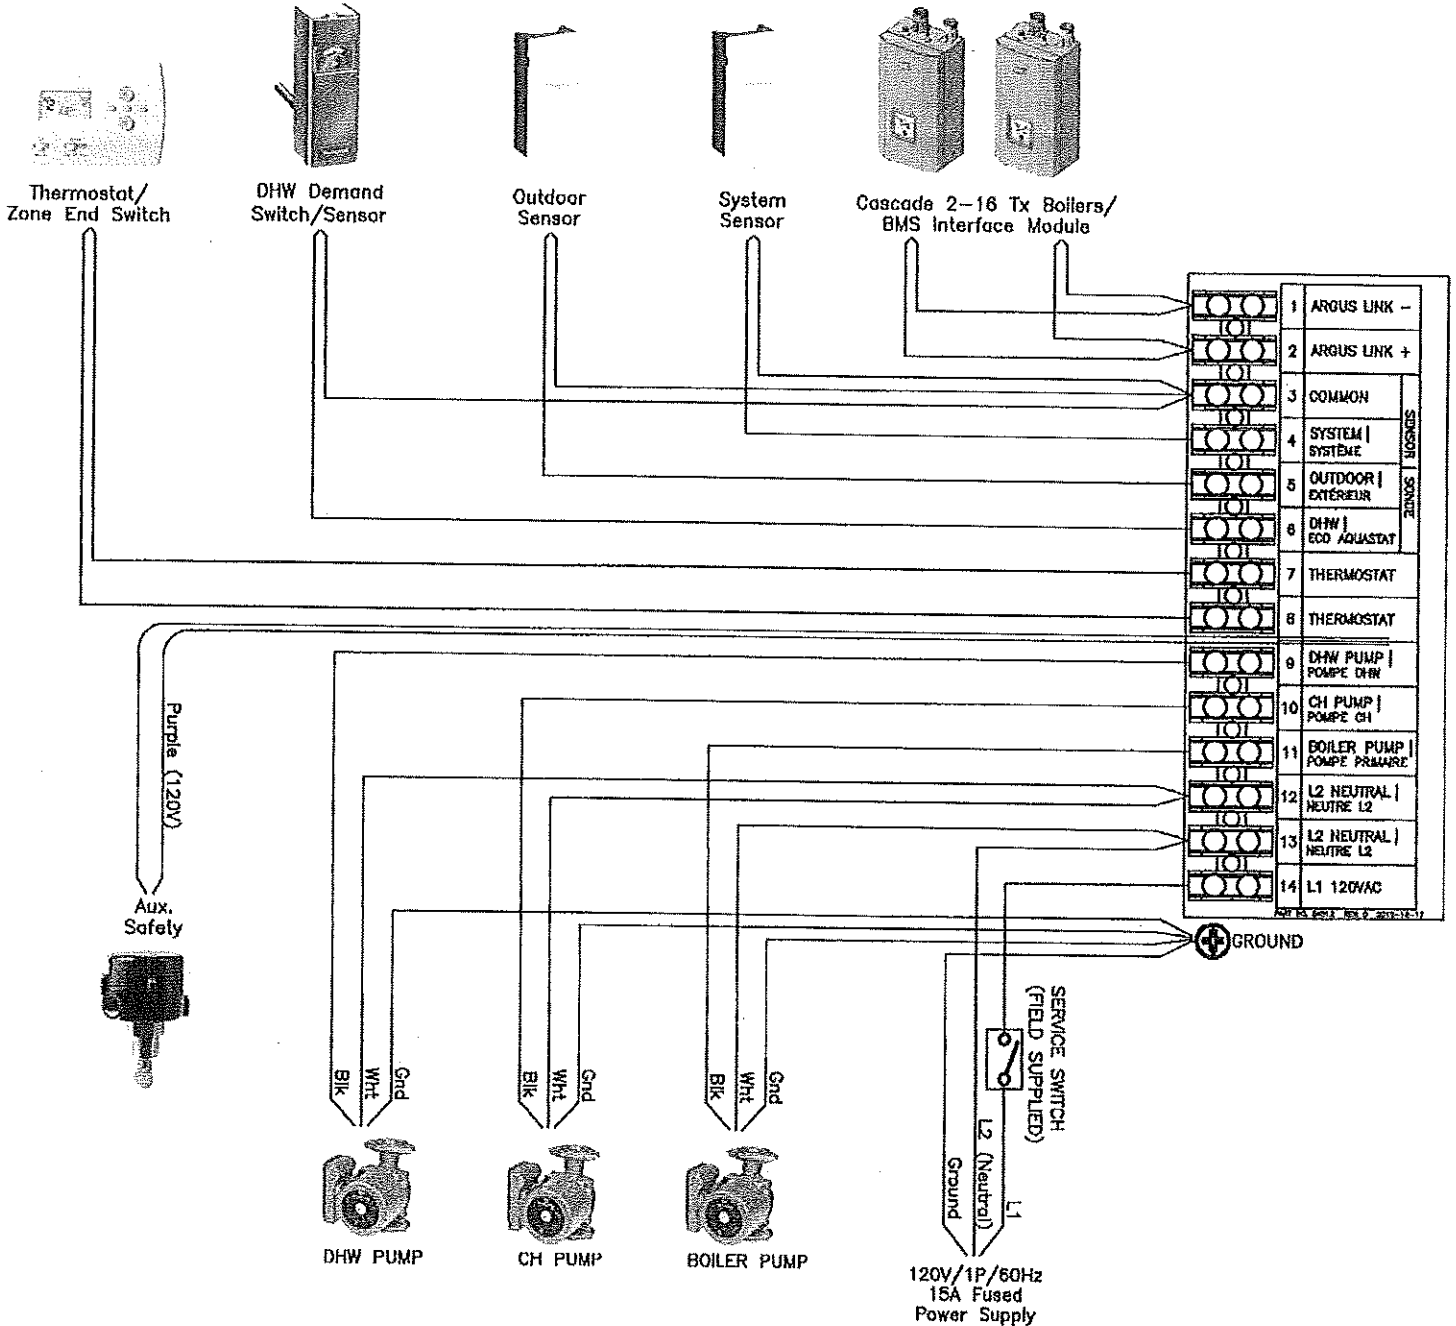 Thermostat/
Zone End Switch
DHW Demand
Switch/Sensor
Outdoor
Sensor
System
Sensor
Cascade 2-16 Tx Boilers/
BMS Interface Module
1 ARGUS LINK -
2 ARGUS LINK +
3 COMMON
4 SYSTEM |
SYSTÈME
5 OUTDOOR |
EXTÉRIEUR
6 DHW |
ECO AQUASTAT
SENSOR | SONDE
7 THERMOSTAT
8 THERMOSTAT
9 DHW PUMP |
POMPE DHW
10 CH PUMP |
POMPE CH
11 BOILER PUMP |
POMPE PRIMAIRE
12 L2 NEUTRAL |
NEUTRE L2
13 L2 NEUTRAL |
NEUTRE L2
14 L1 120VAC
GROUND
Purple (120V)
Aux.
Safety
SERVICE SWITCH
(FIELD SUPPLIED)
Blk
Wht
Gnd
Blk
Wht
Gnd
Blk
Wht
Gnd
Ground
L2 (Neutral)
L1
DHW PUMP
CH PUMP
BOILER PUMP
120V/1P/60Hz
15A Fused
Power Supply